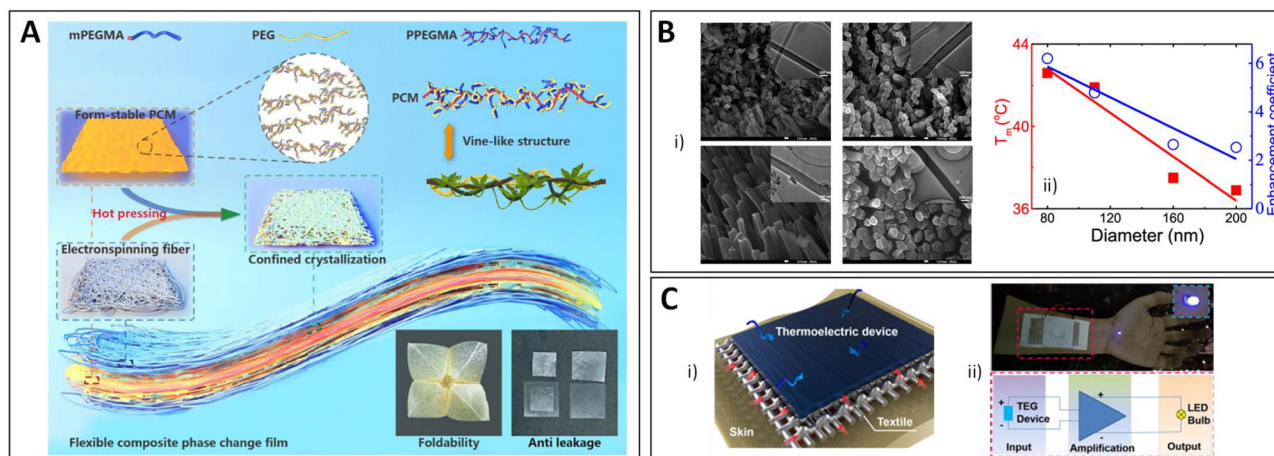 A
mPEGMA
PEG
PPEGMA
Form-stable PCM
PCM
Vine-like structure
Hot pressing
Electronspinning fiber
Confined crystallization
Flexible composite phase change film
Foldability
Anti leakage
B
i)
44
40
36
Tm (°C)
ii)
6
4
2
0
Enhancement coefficient
80
120
160
200
Diameter (nm)
C
i)
Thermoelectric device
Skin
Textile
ii)
+
TEG
Device
-
+
-
LED
Bulb
Input
Amplification
Output